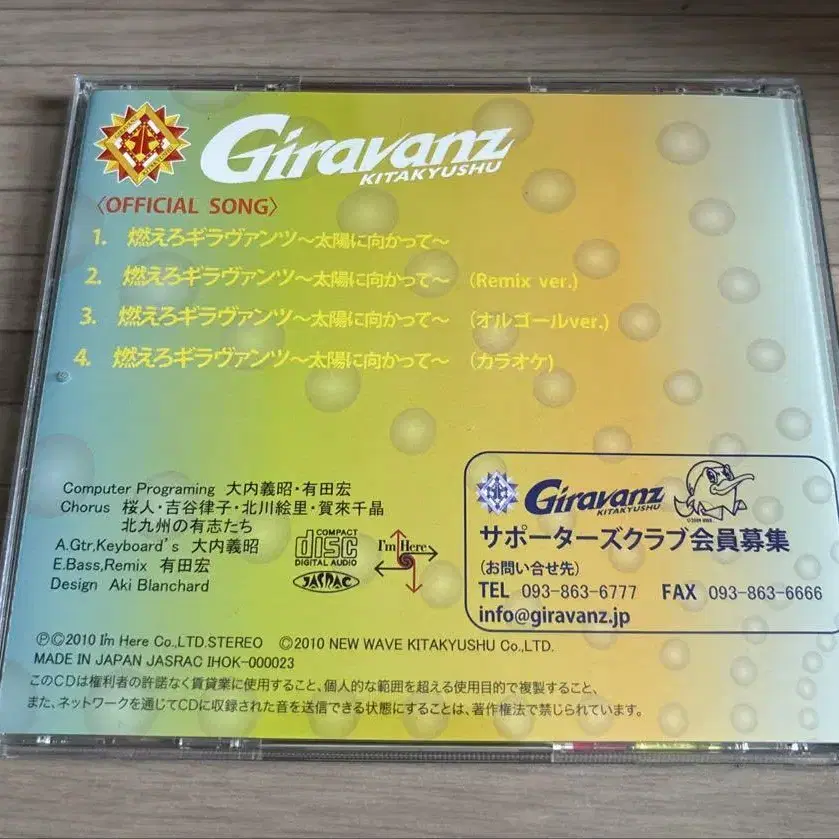 Giravanz
KITAKYUSHU
〈OFFICIAL SONG〉
1. 燃えろギラヴァンツ～太陽に向かって～
2. 燃えろギラヴァンツ～太陽に向かって～ (Remix ver.)
3. 燃えろギラヴァンツ～太陽に向かって～ (オルゴールver.)
4. 燃えろギラヴァンツ～太陽に向かって～ (カラオケ)
Computer Programing 大内義昭・有田宏
Chorus 桜人・吉谷律子・北川絵里・賀來千晶
北九州の有志たち
A.Gtr,Keyboard's 大内義昭
E.Bass,Remix 有田宏
Design Aki Blanchard
COMPACT
disc
DIGITAL AUDIO
JASRAC
I'm Here
Giravanz
KITAKYUSHU
サポーターズクラブ会員募集
(お問い合せ先)
TEL 093-863-6777 FAX 093-863-6666
info@giravanz.jp
Ⓟ©2010 I'm Here Co.,LTD.STEREO ©2010 NEW WAVE KITAKYUSHU Co.,LTD.
MADE IN JAPAN JASRAC IHOK-000023
このCDは権利者の許諾なく賃貸業に使用すること、個人的な範囲を超える使用目的で複製すること、
また、ネットワークを通じてCDに収録された音を送信できる状態にすることは、著作権法で禁じられています。